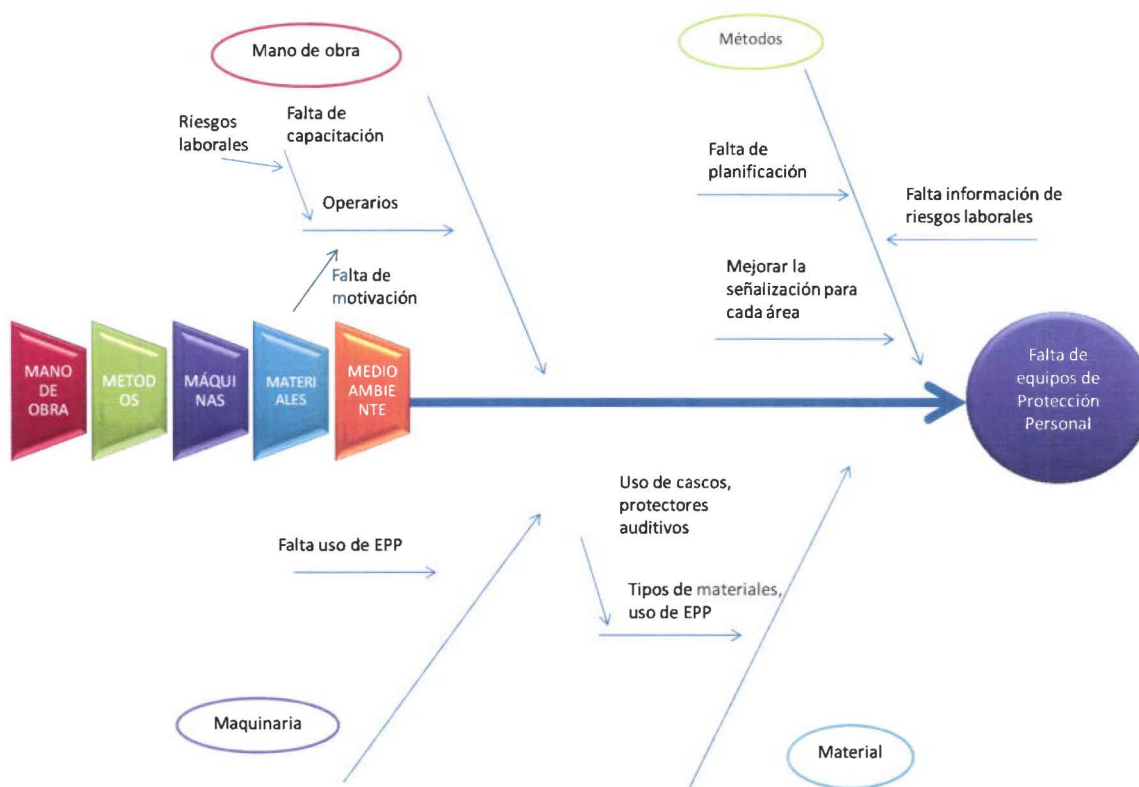 Mano de obra
Métodos
Riesgos
laborales
Falta de
capacitación
Operarios
Falta de
motivación
Falta de
planificación
Falta información de
riesgos laborales
Mejorar la
señalización para
cada área
MANO
DE
OBRA
METOD
OS
MÁQUI
NAS
MATERI
ALES
MEDIO
AMBIE
NTE
Falta de
equipos de
Protección
Personal
Uso de cascos,
protectores
auditivos
Falta uso de EPP
Tipos de materiales,
uso de EPP
Maquinaria
Material